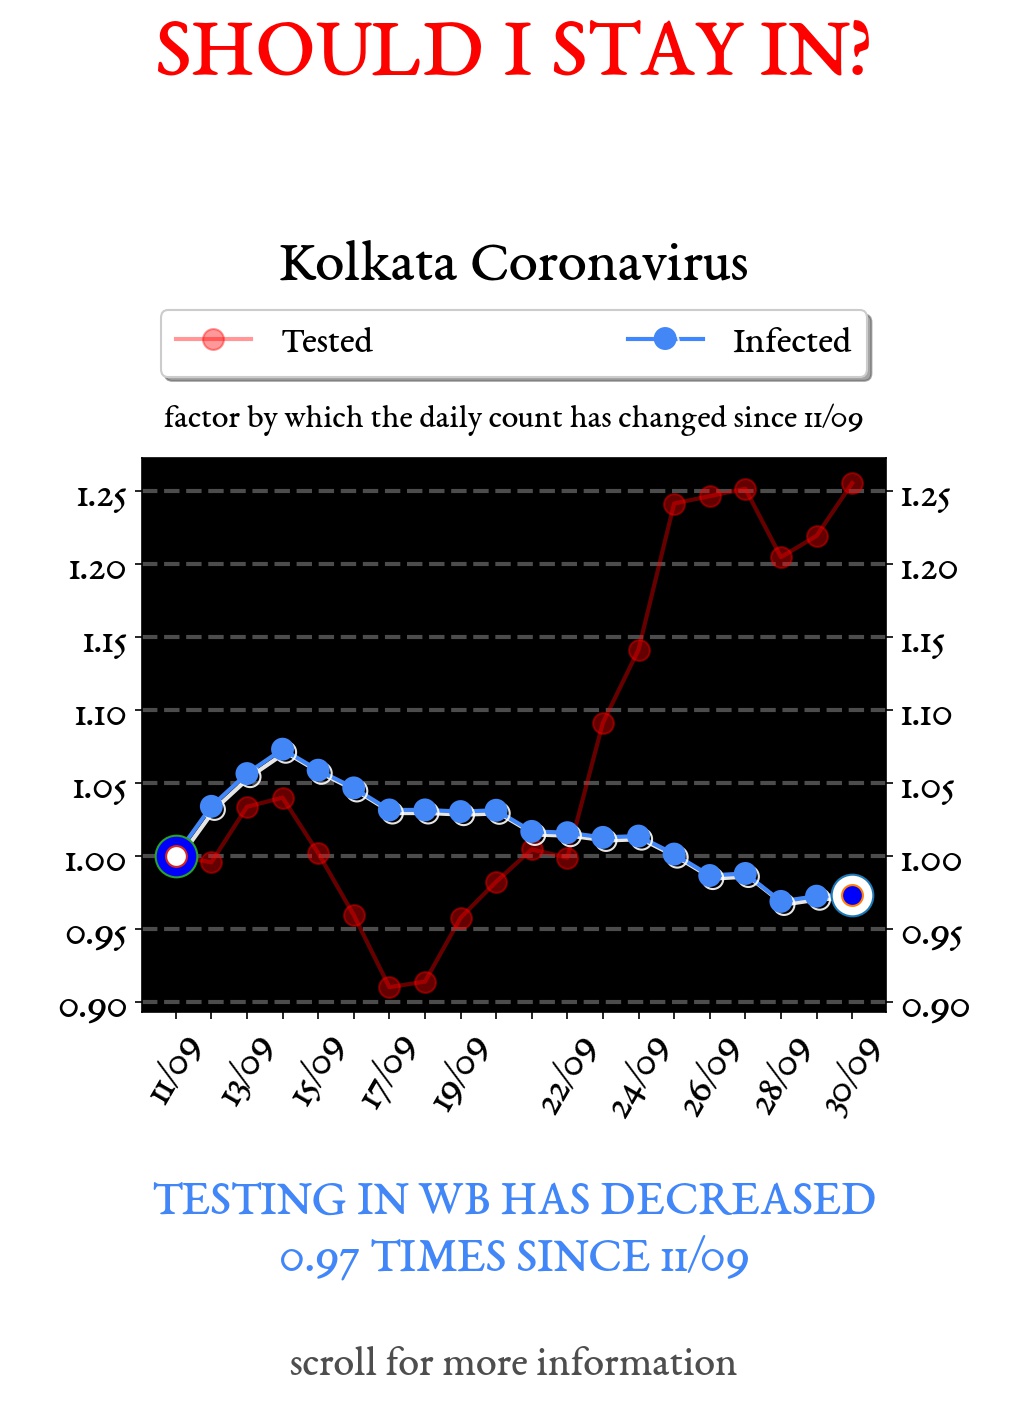 SHOULD I STAY IN?
Kolkata Coronavirus
Tested Infected
factor by which the daily count has changed since 11/09
1.25 1.25
1.20 1.20
1.15 1.15
1.10 1.10
1.05 1.05
1.00 1.00
0.95 0.95
0.90 0.90
11/09 13/09 15/09 17/09 19/09 22/09 24/09 26/09 28/09 30/09
TESTING IN WB HAS DECREASED
0.97 TIMES SINCE 11/09
scroll for more information